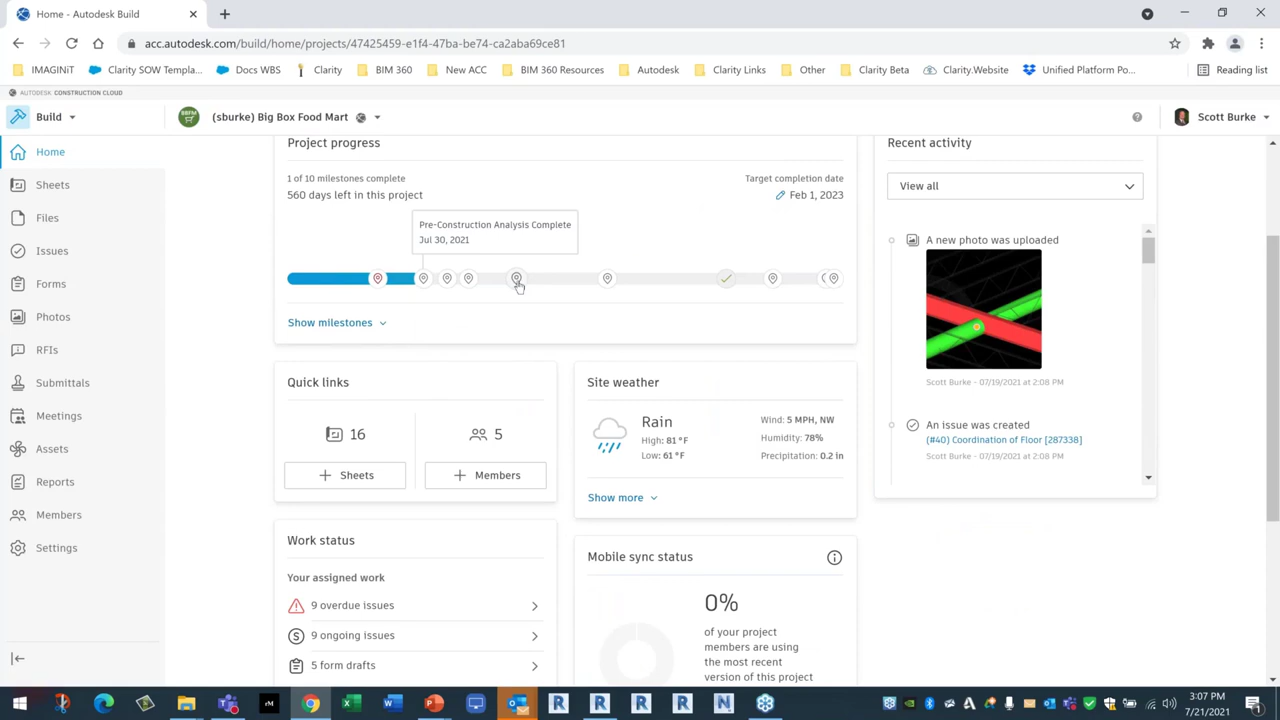 Home - Autodesk Build
acc.autodesk.com/build/home/projects/47425459-e1f4-47ba-be74-ca2aba69ce81
IMAGINiT
Clarity SOW Templa...
Docs WBS
Clarity
BIM 360
New ACC
BIM 360 Resources
Autodesk
Clarity Links
Other
Clarity Beta
Clarity.Website
Unified Platform Po...
Reading list
AUTODESK CONSTRUCTION CLOUD
Build
BBFM
(sburke) Big Box Food Mart
Scott Burke
Home
Sheets
Files
Issues
Forms
Photos
RFIs
Submittals
Meetings
Assets
Reports
Members
Settings
Project progress
1 of 10 milestones complete
Target completion date
560 days left in this project
Feb 1, 2023
Pre-Construction Analysis Complete
Jul 30, 2021
Show milestones
Quick links
16
5
+ Sheets
+ Members
Site weather
Rain
High: 81 °F
Low: 61 °F
Wind: 5 MPH, NW
Humidity: 78%
Precipitation: 0.2 in
Show more
Work status
Your assigned work
9 overdue issues
9 ongoing issues
5 form drafts
Mobile sync status
0%
of your project
members are using
the most recent
version of this project
Recent activity
View all
A new photo was uploaded
Scott Burke - 07/19/2021 at 2:08 PM
An issue was created
(#40) Coordination of Floor [287338]
Scott Burke - 07/19/2021 at 2:08 PM
3:07 PM
7/21/2021